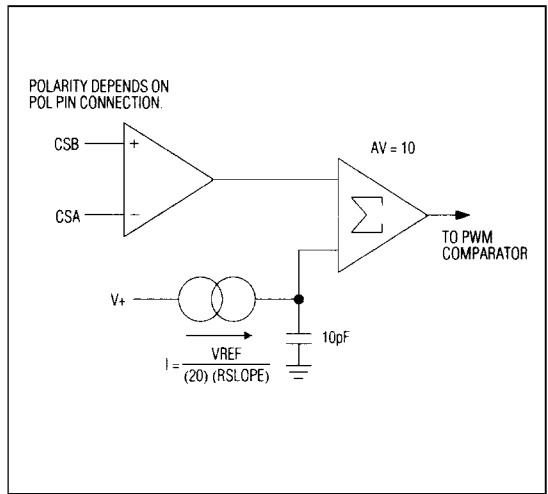 POLARITY DEPENDS ON
POL PIN CONNECTION.
CSB
+
AV = 10
CSA
−
Σ
TO PWM
COMPARATOR
V+
10pF
I = VREF
(20) (RSLOPE)